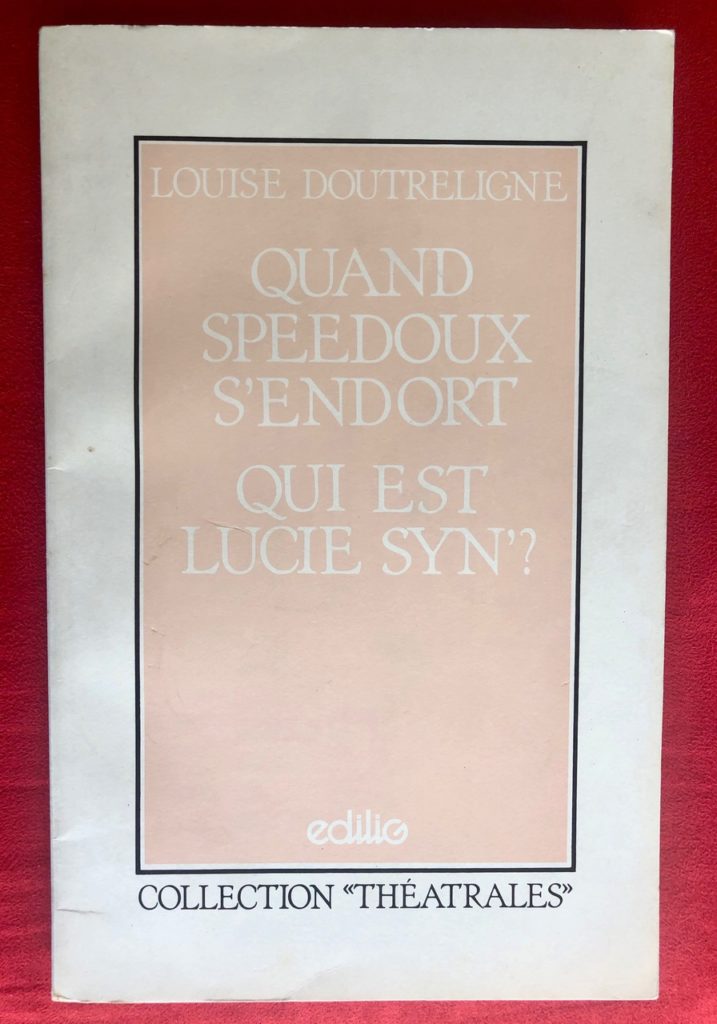 LOUISE DOUTRELIGNE
QUAND
SPEEDOUX
S'ENDORT
QUI EST
LUCIE SYN'?
edilig
COLLECTION “THÉATRALES”